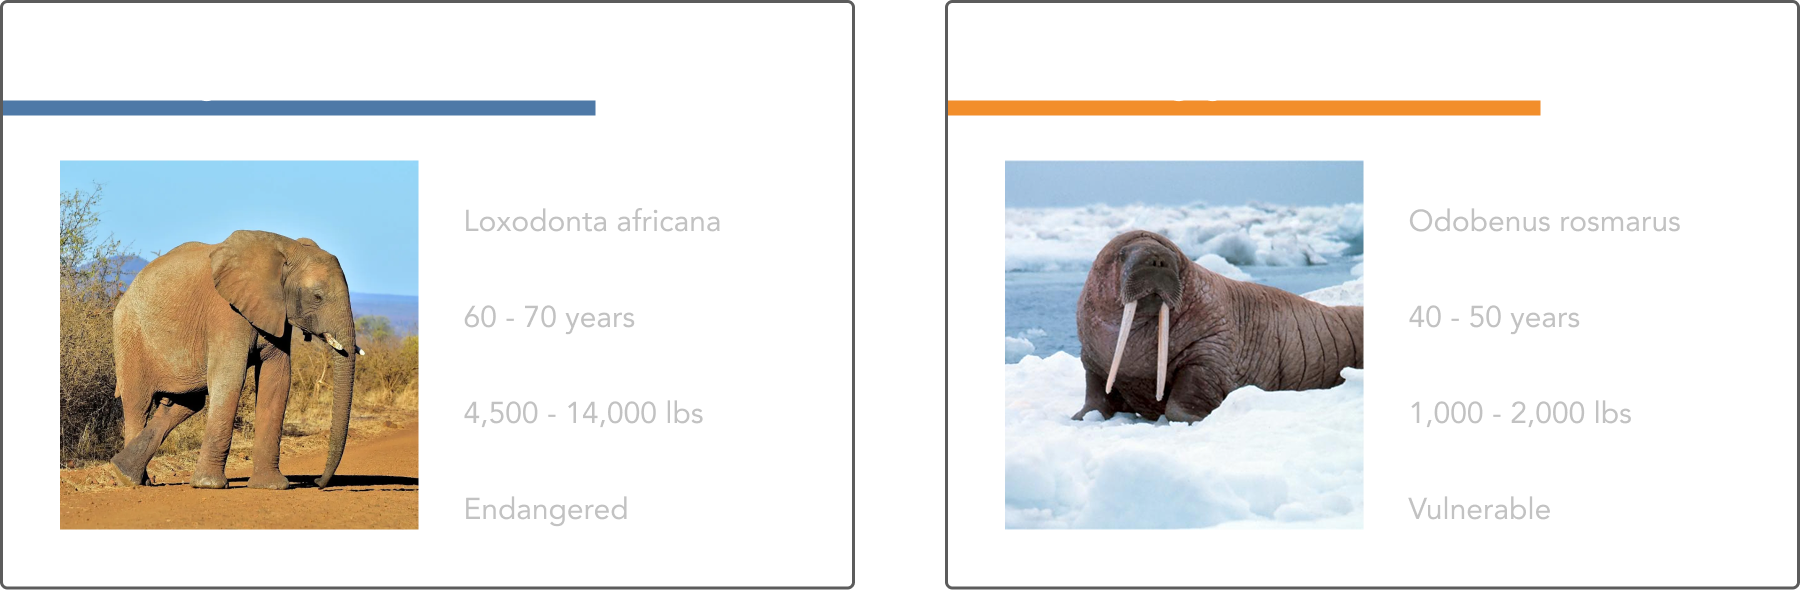 Loxodonta africana
60 - 70 years
4,500 - 14,000 lbs
Endangered
Odobenus rosmarus
40 - 50 years
1,000 - 2,000 lbs
Vulnerable